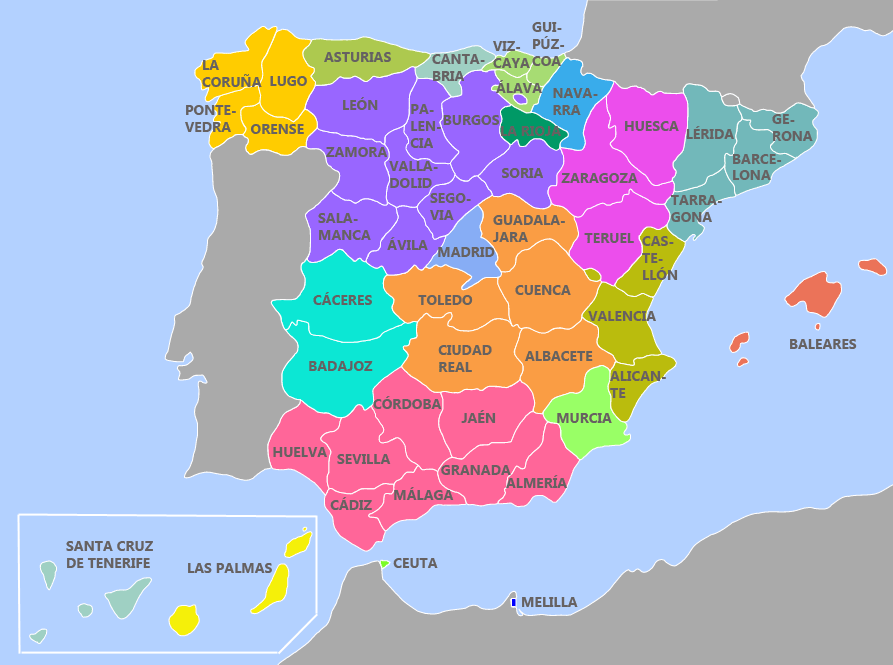 GUI-
PÚZ-
COA
VIZ-
CAYA
ASTURIAS
CANTA-
BRIA
LA
CORUÑA
LUGO
ÁLAVA
NAVA-
RRA
LEÓN
PA-
LEN-
CIA
BURGOS
PONTE-
VEDRA
ORENSE
LA RIOJA
HUESCA
LÉRIDA
GE-
RONA
ZAMORA
VALLA-
DOLID
SORIA
ZARAGOZA
BARCE-
LONA
SEGO-
VIA
TARRA-
GONA
SALA-
MANCA
ÁVILA
MADRID
GUADALA-
JARA
TERUEL
CAS-
TE-
LLÓN
CÁCERES
TOLEDO
CUENCA
VALENCIA
BALEARES
BADAJOZ
CIUDAD
REAL
ALBACETE
ALICAN-
TE
CÓRDOBA
JAÉN
MURCIA
HUELVA
SEVILLA
GRANADA
ALMERÍA
CÁDIZ
MÁLAGA
SANTA CRUZ
DE TENERIFE
LAS PALMAS
CEUTA
MELILLA